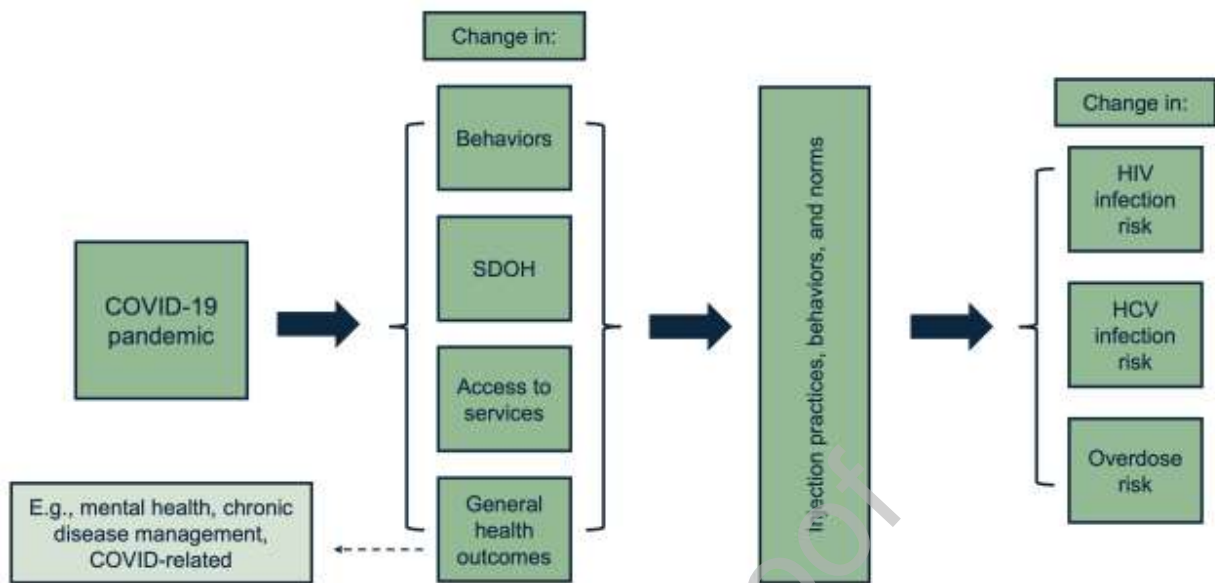 Change in:
Behaviors
SDOH
Access to
services
General
health
outcomes
COVID-19
pandemic
E.g., mental health, chronic
disease management,
COVID-related
Injection practices, behaviors, and norms
Change in:
HIV
infection
risk
HCV
infection
risk
Overdose
risk